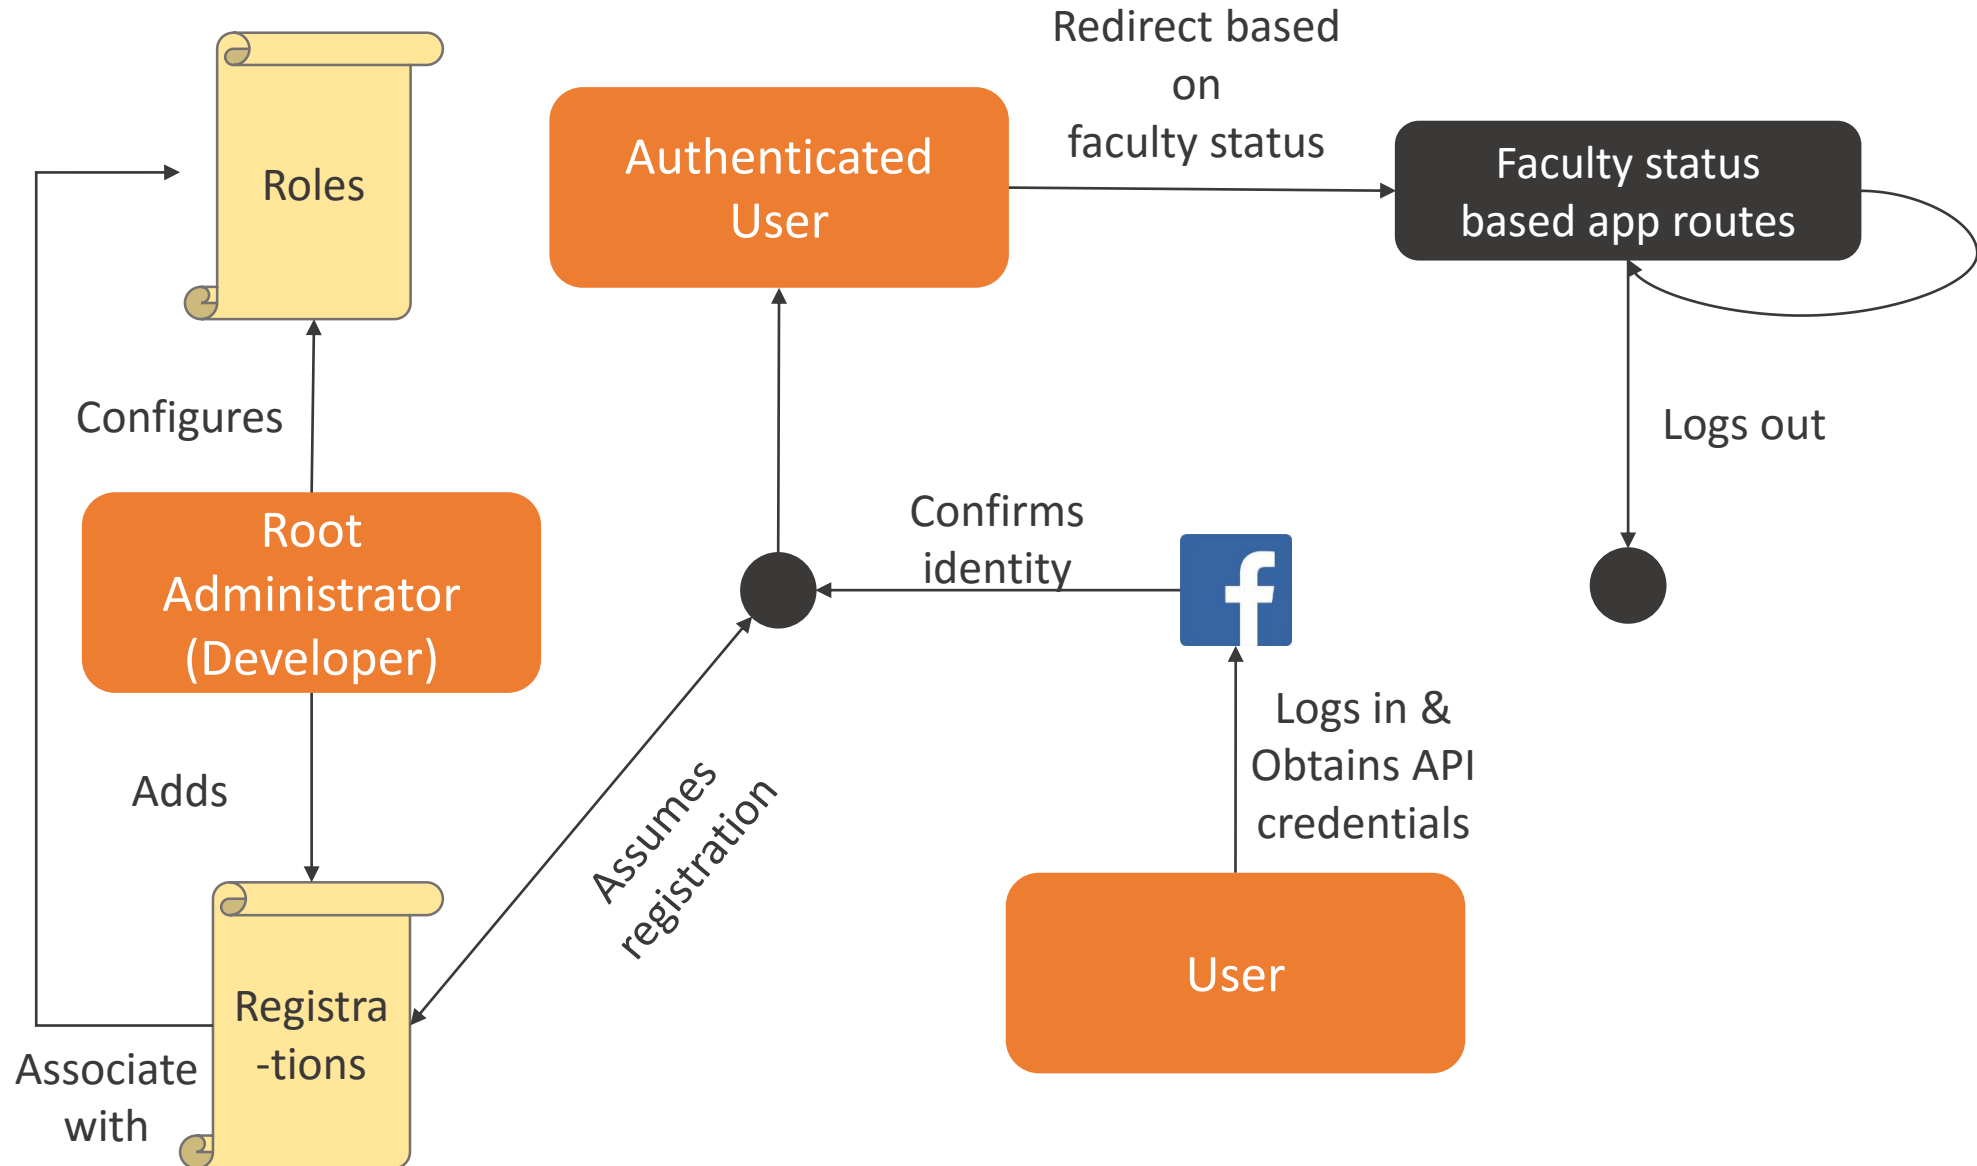 Redirect based
on
faculty status
Roles
Authenticated
User
Faculty status
based app routes
Configures
Logs out
Root
Administrator
(Developer)
Confirms
identity
f
Logs in &
Obtains API
credentials
Adds
Assumes
registration
User
Registra
-tions
Associate
with